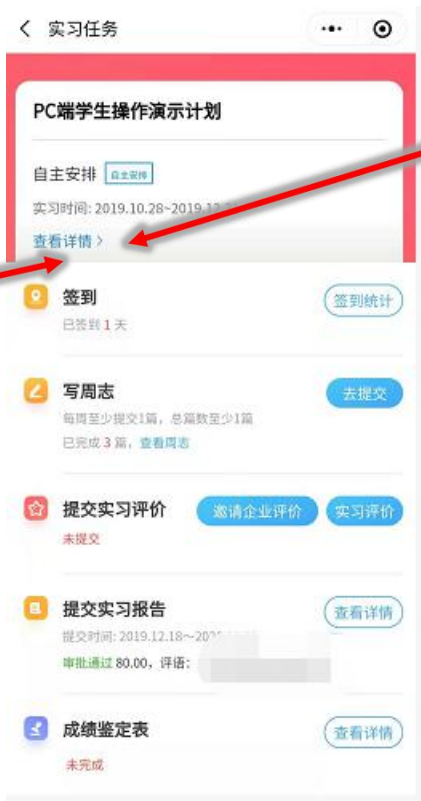 实习任务
PC端学生操作演示计划
自主安排 自主安排
实习时间: 2019.10.28~2019.12
查看详情 >
签到
签到统计
已签到 1 天
写周志
去提交
每周至少提交1篇，总篇数至少1篇
已完成 3 篇，查看周志
提交实习评价
邀请企业评价
实习评价
未提交
提交实习报告
查看详情
提交时间: 2019.12.18~
审批通过 80.00，评语：
成绩鉴定表
查看详情
未完成